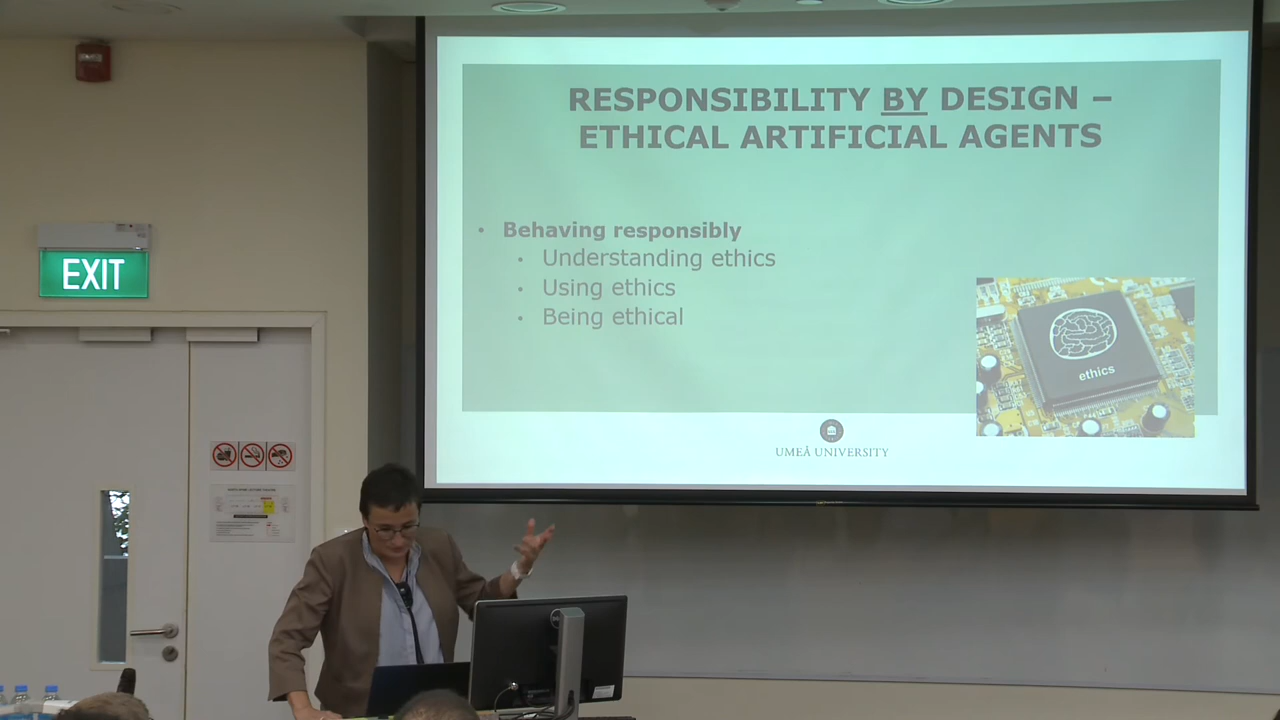 RESPONSIBILITY BY DESIGN –
ETHICAL ARTIFICIAL AGENTS
• Behaving responsibly
• Understanding ethics
• Using ethics
• Being ethical
ethics
UMEÅ UNIVERSITY
EXIT